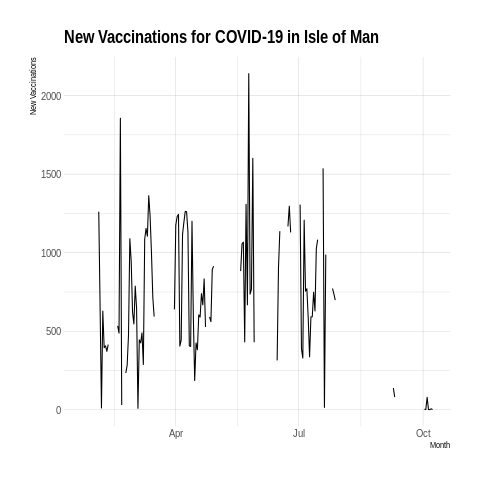 New Vaccinations for COVID-19 in Isle of Man
New Vaccinations
2000
1500
1000
500
0
Apr
Jul
Oct
Month